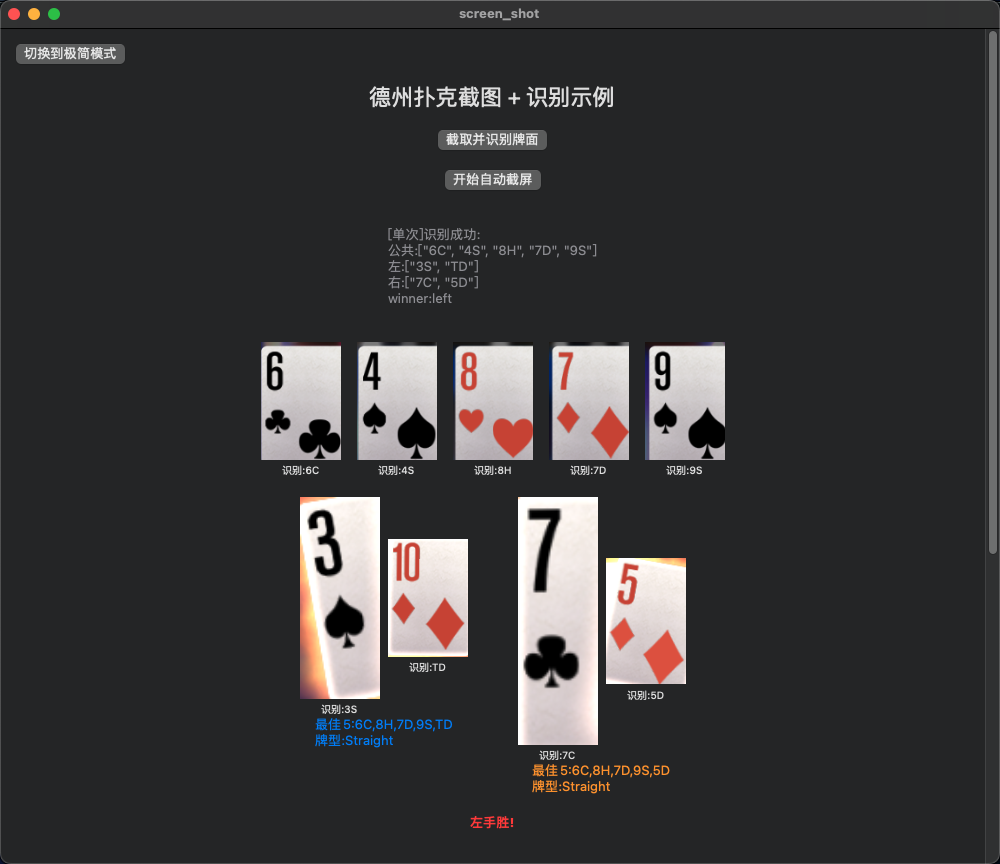 screen_shot
切换到极简模式
德州扑克截图 + 识别示例
截取并识别牌面
开始自动截屏
[单次]识别成功:
公共:["6C", "4S", "8H", "7D", "9S"]
左:["3S", "TD"]
右:["7C", "5D"]
winner:left
6
4
8
7
9
识别:6C
识别:4S
识别:8H
识别:7D
识别:9S
3
10
识别:TD
识别:3S
最佳5:6C,8H,7D,9S,TD
牌型:Straight
7
5
识别:5D
识别:7C
最佳5:6C,8H,7D,9S,5D
牌型:Straight
左手胜!